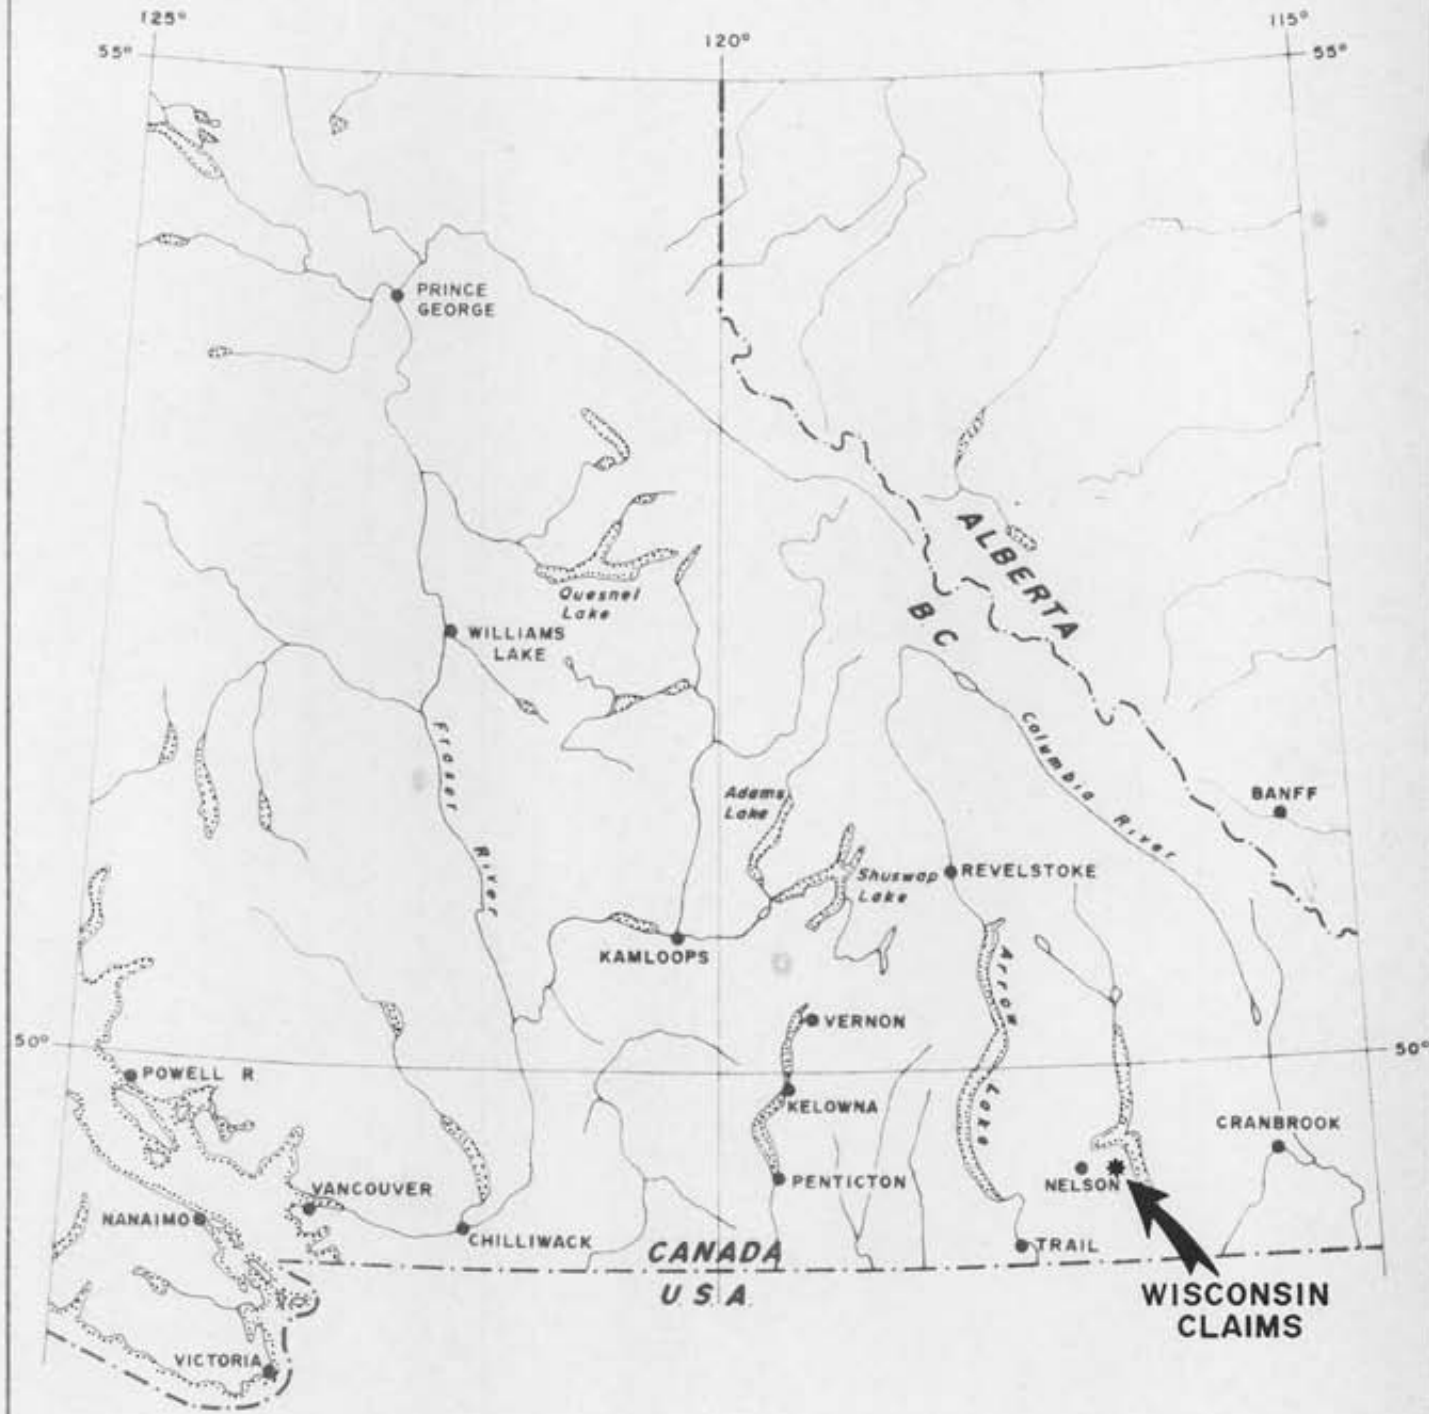 125°
120°
115°
55°
55°
PRINCE
GEORGE
ALBERTA
B C
Quesnel
Lake
WILLIAMS
LAKE
Fraser River
Columbia River
Adams
Lake
BANFF
Shuswap
Lake
REVELSTOKE
KAMLOOPS
Arrow Lake
VERNON
50°
50°
POWELL R
KELOWNA
CRANBROOK
VANCOUVER
PENTICTON
NELSON
NANAIMO
CHILLIWACK
TRAIL
CANADA
U.S.A.
WISCONSIN
CLAIMS
VICTORIA